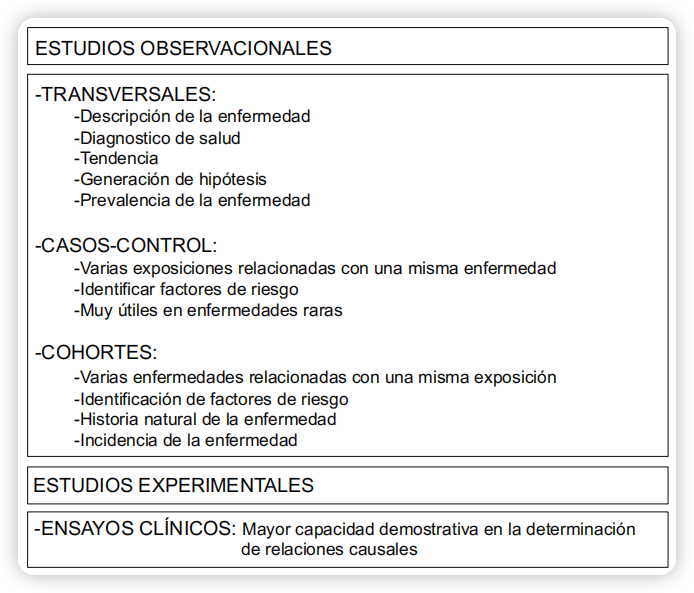 ESTUDIOS OBSERVACIONALES
-TRANSVERSALES:
-Descripción de la enfermedad
-Diagnostico de salud
-Tendencia
-Generación de hipótesis
-Prevalencia de la enfermedad
-CASOS-CONTROL:
-Varias exposiciones relacionadas con una misma enfermedad
-Identificar factores de riesgo
-Muy útiles en enfermedades raras
-COHORTES:
-Varias enfermedades relacionadas con una misma exposición
-Identificación de factores de riesgo
-Historia natural de la enfermedad
-Incidencia de la enfermedad
ESTUDIOS EXPERIMENTALES
-ENSAYOS CLÍNICOS: Mayor capacidad demostrativa en la determinación
de relaciones causales